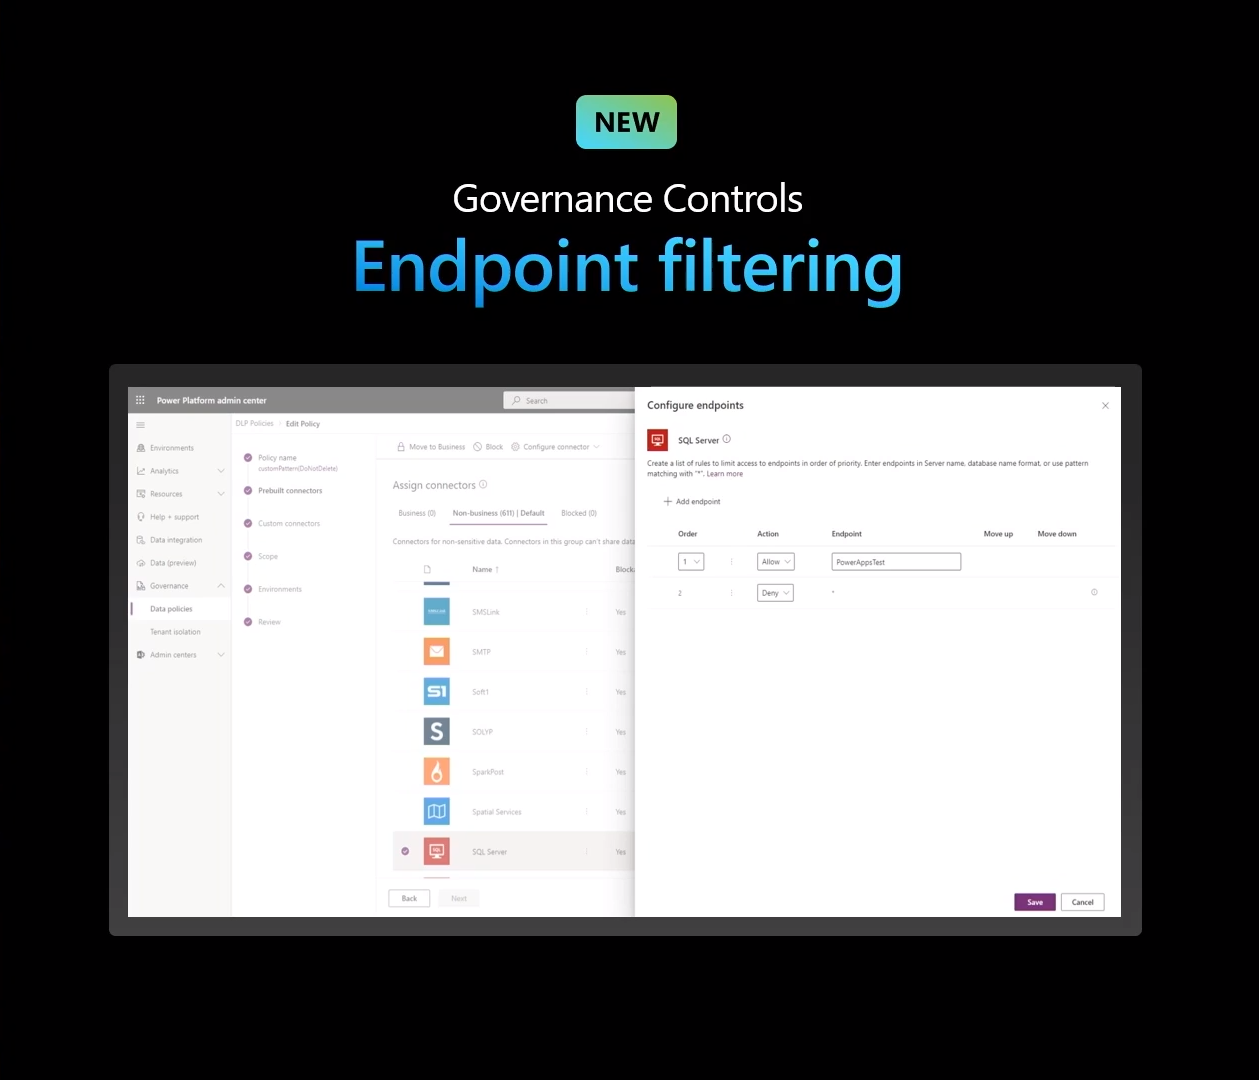 NEW
Governance Controls
Endpoint filtering
Power Platform admin center
Search
Environments
Analytics
Resources
Help + support
Data integration
Data (preview)
Governance
Data policies
Tenant isolation
Admin centers
DLP Policies / Edit Policy
Policy name
customPattern(DoNotDelete)
Prebuilt connectors
Custom connectors
Scope
Environments
Review
Move to Business Block Configure connector
Assign connectors
Business (0) Non-business (611) | Default Blocked (0)
Connectors for non-sensitive data. Connectors in this group can't share data
Name ↑ Blocka
SMSLink Yes
SMTP Yes
S1 Soft1 Yes
S SOLYP Yes
SparkPost Yes
Spatial Services Yes
SQL SQL Server Yes
Back Next
Configure endpoints
SQL SQL Server
Create a list of rules to limit access to endpoints in order of priority. Enter endpoints in Server name, database name format, or use pattern
matching with "*". Learn more
+ Add endpoint
Order Action Endpoint Move up Move down
1 Allow PowerAppsTest
2 Deny *
Save Cancel